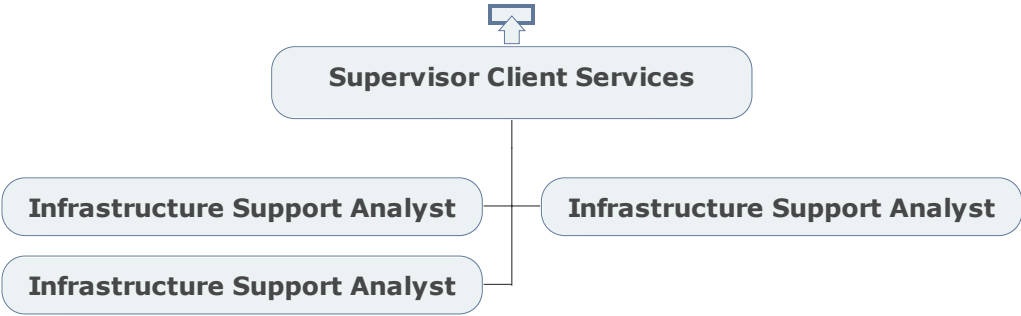 Supervisor Client Services
Infrastructure Support Analyst
Infrastructure Support Analyst
Infrastructure Support Analyst